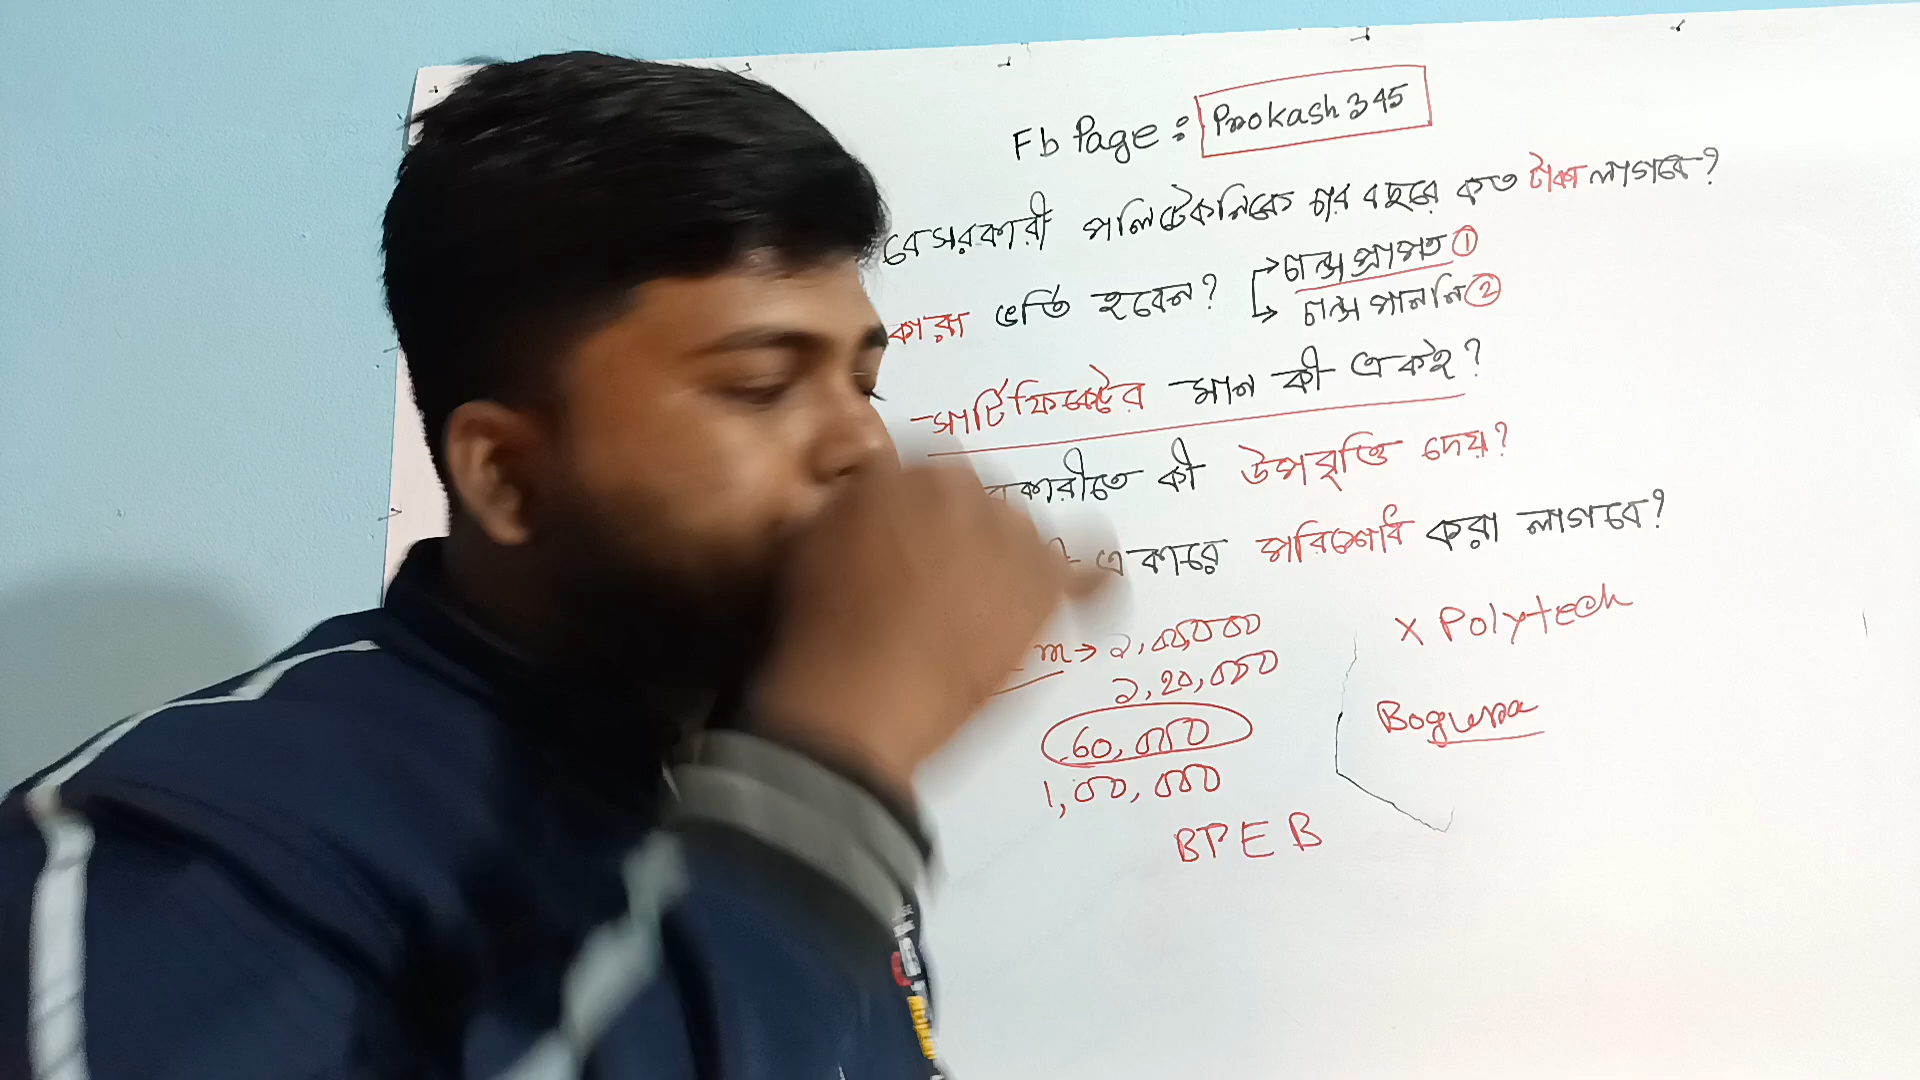 Fb Page : Prokash 345
বেসরকারী পলিটেকনিকে চার বছরে কত টাকা লাগবে?
কারা ভর্তি হবেন? → চান্স প্রাপ্ত ①
→ চান্স পাননি ②
সার্টিফিকেটের মান কী একই?
কী উপবৃত্তি দেয়?
একারে পরিশোধ করা লাগবে?
→ 2,00,000
2,20,000
60,000
1,00,000
BTEB
x Polytech
Bogura